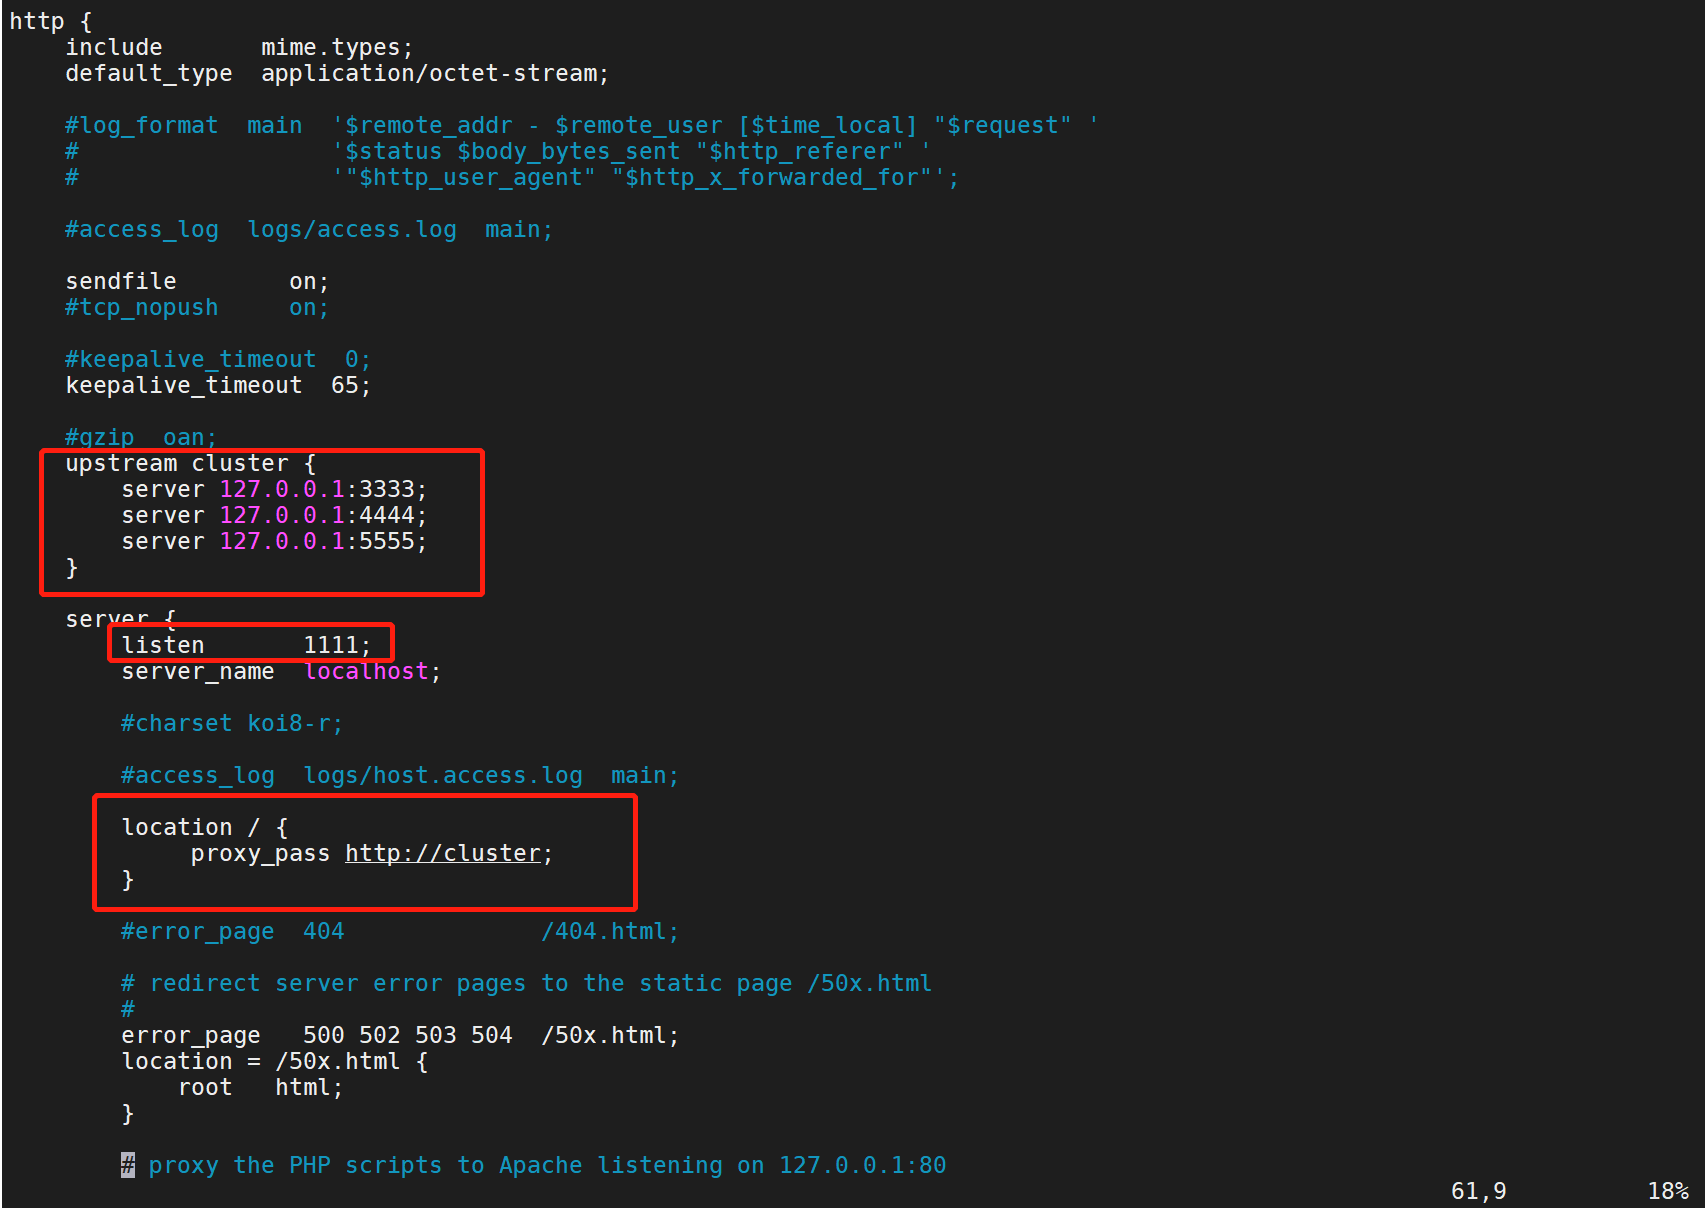 http {
    include       mime.types;
    default_type  application/octet-stream;
    #log_format  main  '$remote_addr - $remote_user [$time_local] "$request" '
    #                  '$status $body_bytes_sent "$http_referer" '
    #                  '"$http_user_agent" "$http_x_forwarded_for"';
    #access_log  logs/access.log  main;
    sendfile        on;
    #tcp_nopush     on;
    #keepalive_timeout  0;
    keepalive_timeout  65;
    #gzip  oan;
    upstream cluster {
        server 127.0.0.1:3333;
        server 127.0.0.1:4444;
        server 127.0.0.1:5555;
    }
    server {
        listen       1111;
        server_name  localhost;
        #charset koi8-r;
        #access_log  logs/host.access.log  main;
        location / {
             proxy_pass http://cluster;
        }
        #error_page  404              /404.html;
        # redirect server error pages to the static page /50x.html
        #
        error_page   500 502 503 504  /50x.html;
        location = /50x.html {
            root   html;
        }
        # proxy the PHP scripts to Apache listening on 127.0.0.1:80
61,9          18%